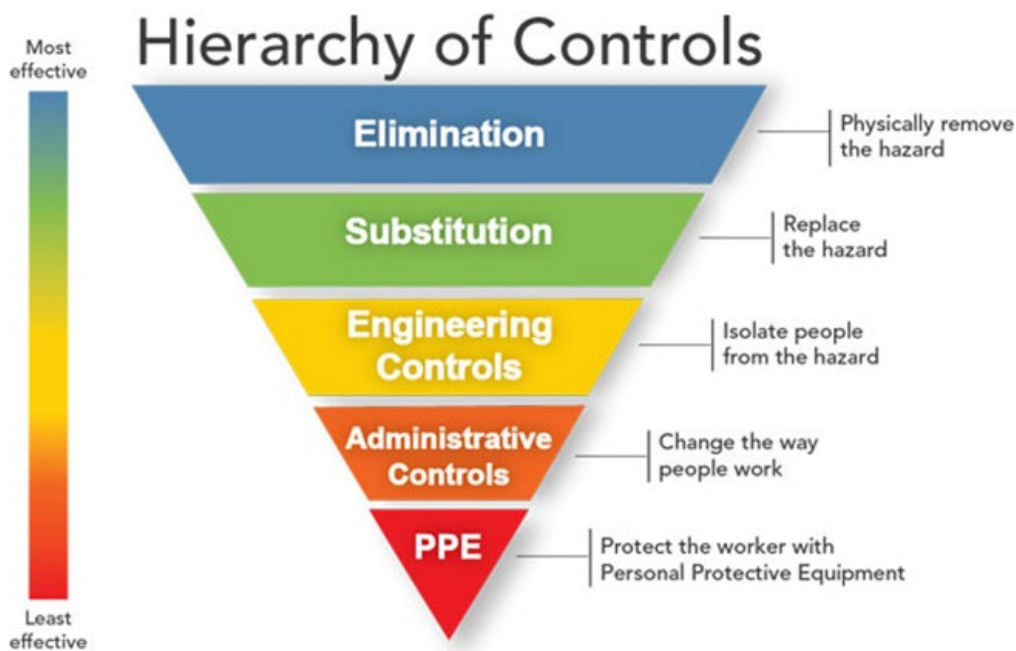 Hierarchy of Controls
Most
effective
Elimination
Physically remove
the hazard
Substitution
Replace
the hazard
Engineering
Controls
Isolate people
from the hazard
Administrative
Controls
Change the way
people work
PPE
Protect the worker with
Personal Protective Equipment
Least
effective